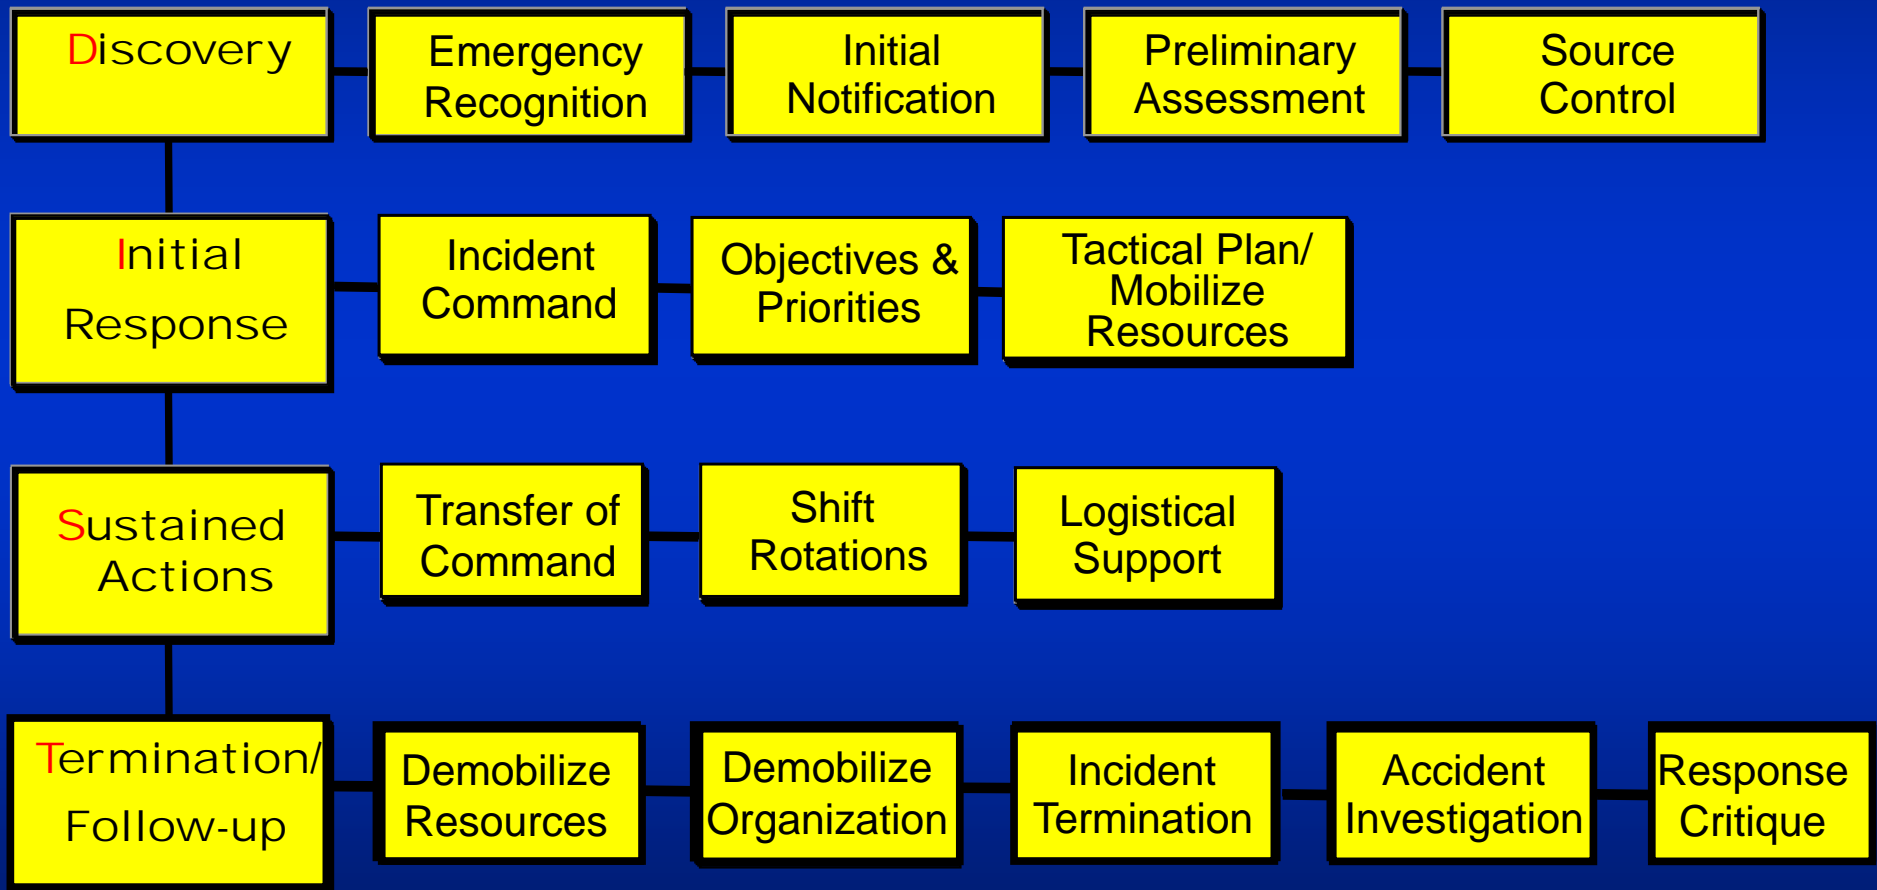 Discovery
Emergency
Recognition
Initial
Notification
Preliminary
Assessment
Source
Control
Initial
Response
Incident
Command
Objectives &
Priorities
Tactical Plan/
Mobilize
Resources
Sustained
Actions
Transfer of
Command
Shift
Rotations
Logistical
Support
Termination/
Follow-up
Demobilize
Resources
Demobilize
Organization
Incident
Termination
Accident
Investigation
Response
Critique